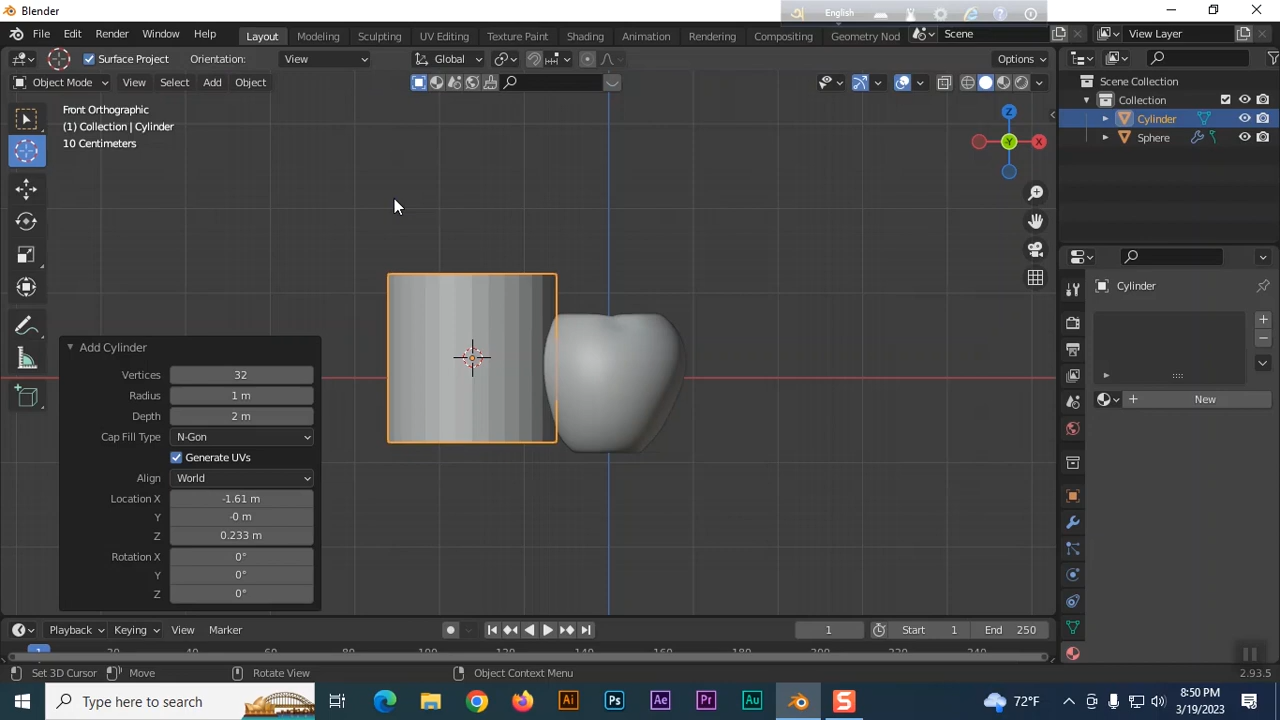 Blender
English
File Edit Render Window Help Layout Modeling Sculpting UV Editing Texture Paint Shading Animation Rendering Compositing Geometry Nod Scene View Layer
Surface Project Orientation: View Global Options
Object Mode View Select Add Object
Scene Collection
Collection
Cylinder
Sphere
Front Orthographic
(1) Collection | Cylinder
10 Centimeters
Z
Y
X
Cylinder
New
Add Cylinder
Vertices 32
Radius 1 m
Depth 2 m
Cap Fill Type N-Gon
Generate UVs
Align World
Location X -1.61 m
Y -0 m
Z 0.233 m
Rotation X 0°
Y 0°
Z 0°
Playback Keying View Marker 1 Start 1 End 250
Set 3D Cursor Move Rotate View Object Context Menu 2.93.5
Type here to search
Ai Ps Ae Pr Au S
72°F
8:50 PM
3/19/2023